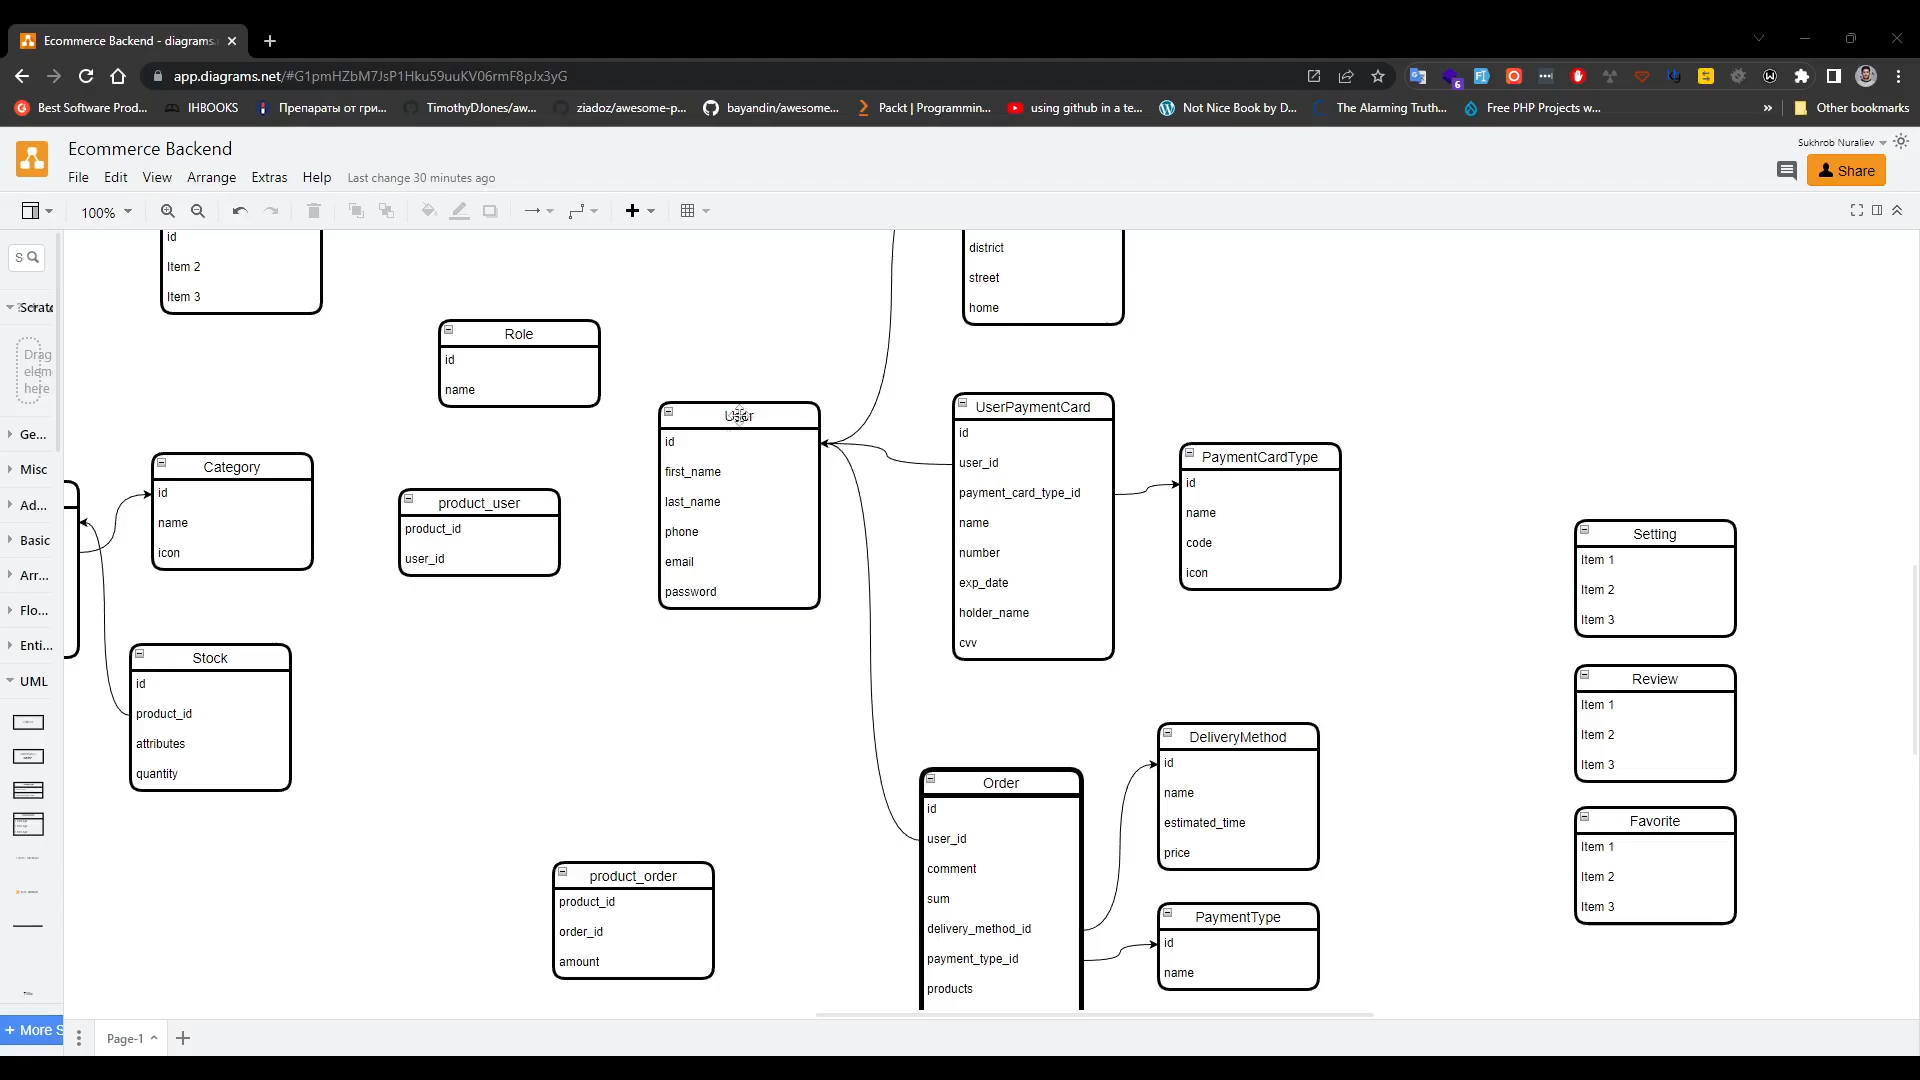 Ecommerce Backend - diagrams.
app.diagrams.net/#G1pmHZbM7JsP1Hku59uuKV06rmF8pJx3yG
6
Best Software Prod...
IHBOOKS
Препараты от гри...
TimothyDJones/aw...
ziadoz/awesome-p...
bayandin/awesome...
Packt | Programmin...
using github in a te...
Not Nice Book by D...
The Alarming Truth...
Free PHP Projects w...
»
Other bookmarks
Ecommerce Backend
Sukhrob Nuraliev
File Edit View Arrange Extras Help Last change 30 minutes ago
Share
100%
S
Scratc
Drag
elem
here
Ge...
Misc
Ad...
Basic
Arr...
Flo...
Enti...
UML
+ More S
id
Item 2
Item 3
Role
id
name
Category
id
name
icon
product_user
product_id
user_id
Stock
id
product_id
attributes
quantity
User
id
first_name
last_name
phone
email
password
product_order
product_id
order_id
amount
district
street
home
UserPaymentCard
id
user_id
payment_card_type_id
name
number
exp_date
holder_name
cvv
PaymentCardType
id
name
code
icon
Order
id
user_id
comment
sum
delivery_method_id
payment_type_id
products
DeliveryMethod
id
name
estimated_time
price
PaymentType
id
name
Setting
Item 1
Item 2
Item 3
Review
Item 1
Item 2
Item 3
Favorite
Item 1
Item 2
Item 3
Page-1